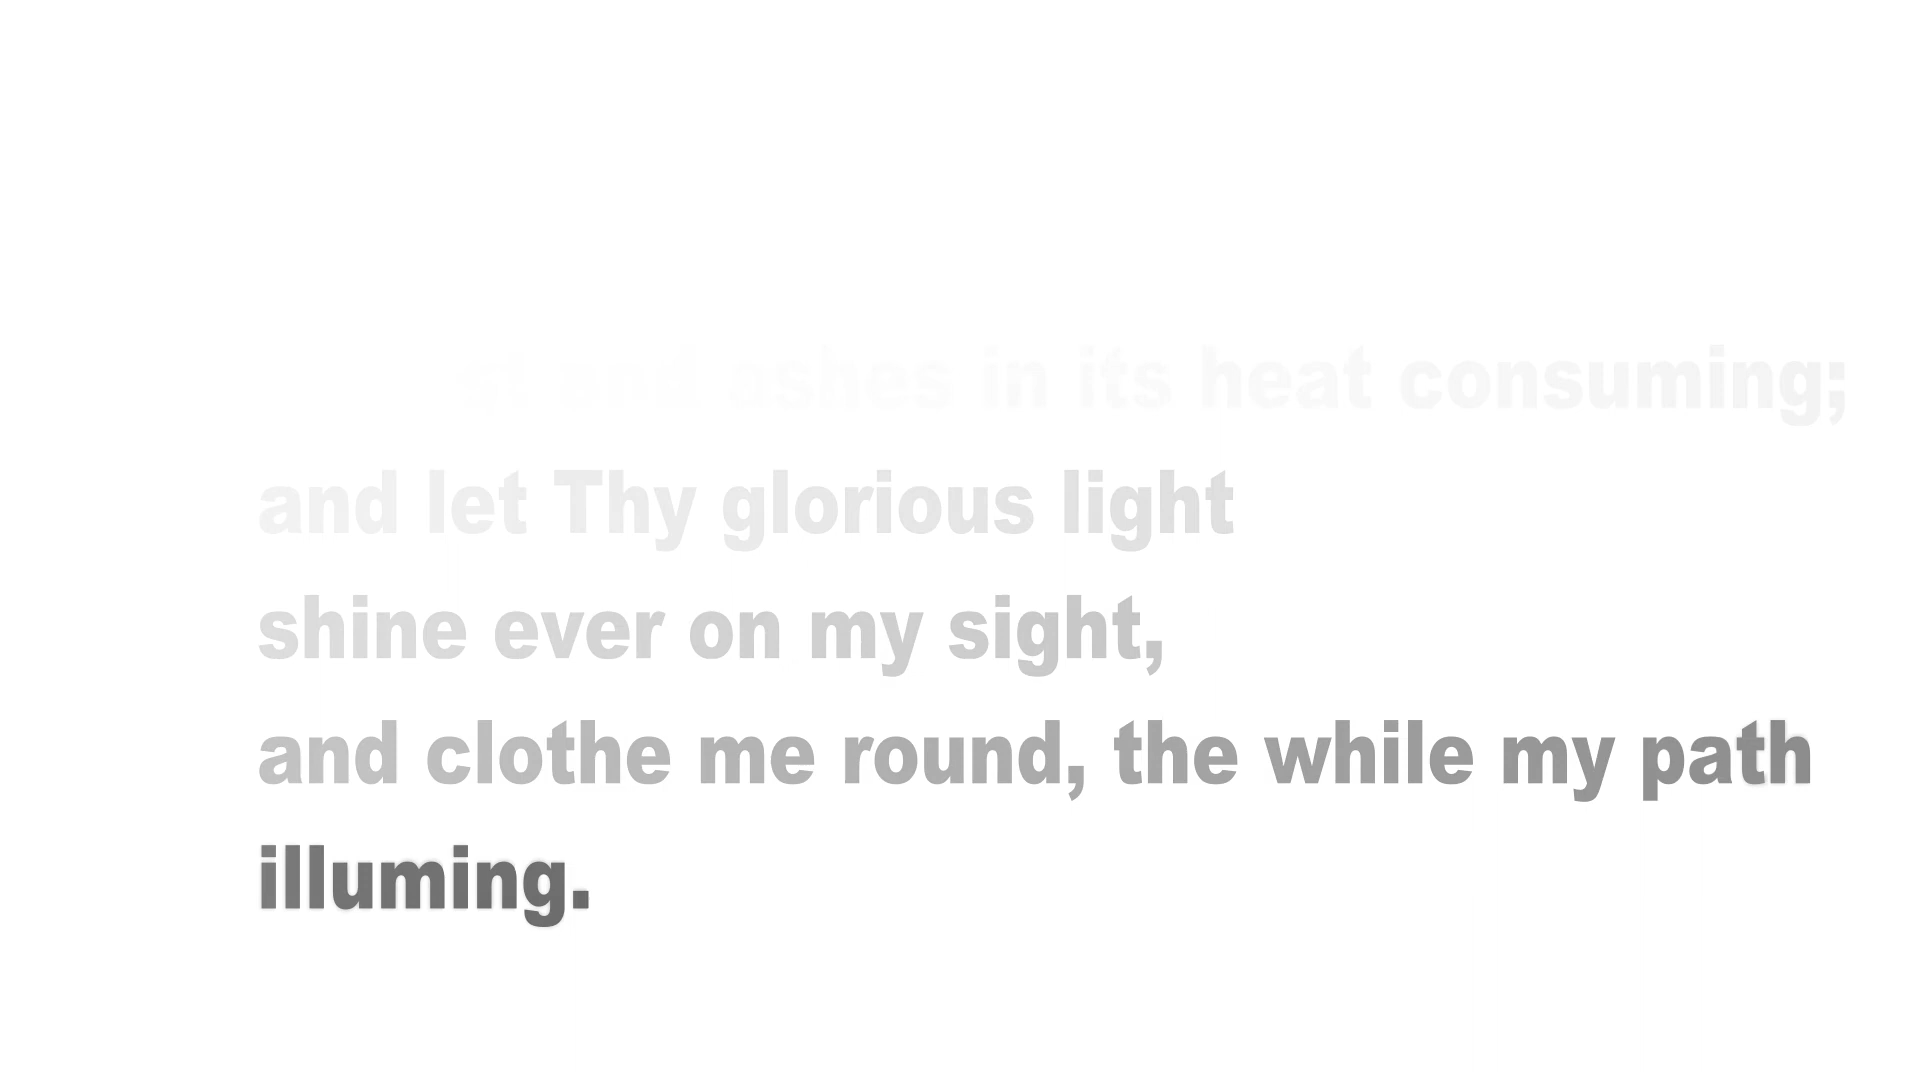 and ashes in its heat consuming;
and let Thy glorious light
shine ever on my sight,
and clothe me round, the while my path
illuming.